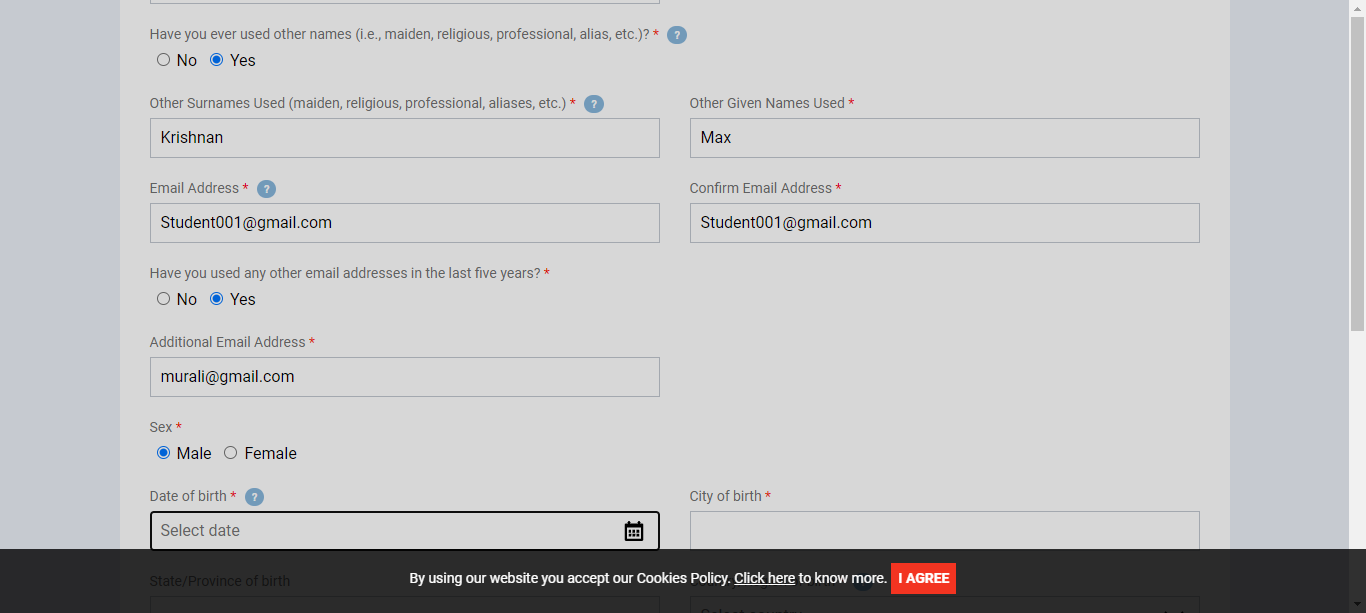 Have you ever used other names (i.e., maiden, religious, professional, alias, etc.)? * ?
No Yes
Other Surnames Used (maiden, religious, professional, aliases, etc.) * ?
Other Given Names Used *
Krishnan
Max
Email Address * ?
Confirm Email Address *
Student001@gmail.com
Student001@gmail.com
Have you used any other email addresses in the last five years? *
No Yes
Additional Email Address *
murali@gmail.com
Sex *
Male Female
Date of birth * ?
City of birth *
Select date
State/Province of birth
By using our website you accept our Cookies Policy. Click here to know more. I AGREE
Select country